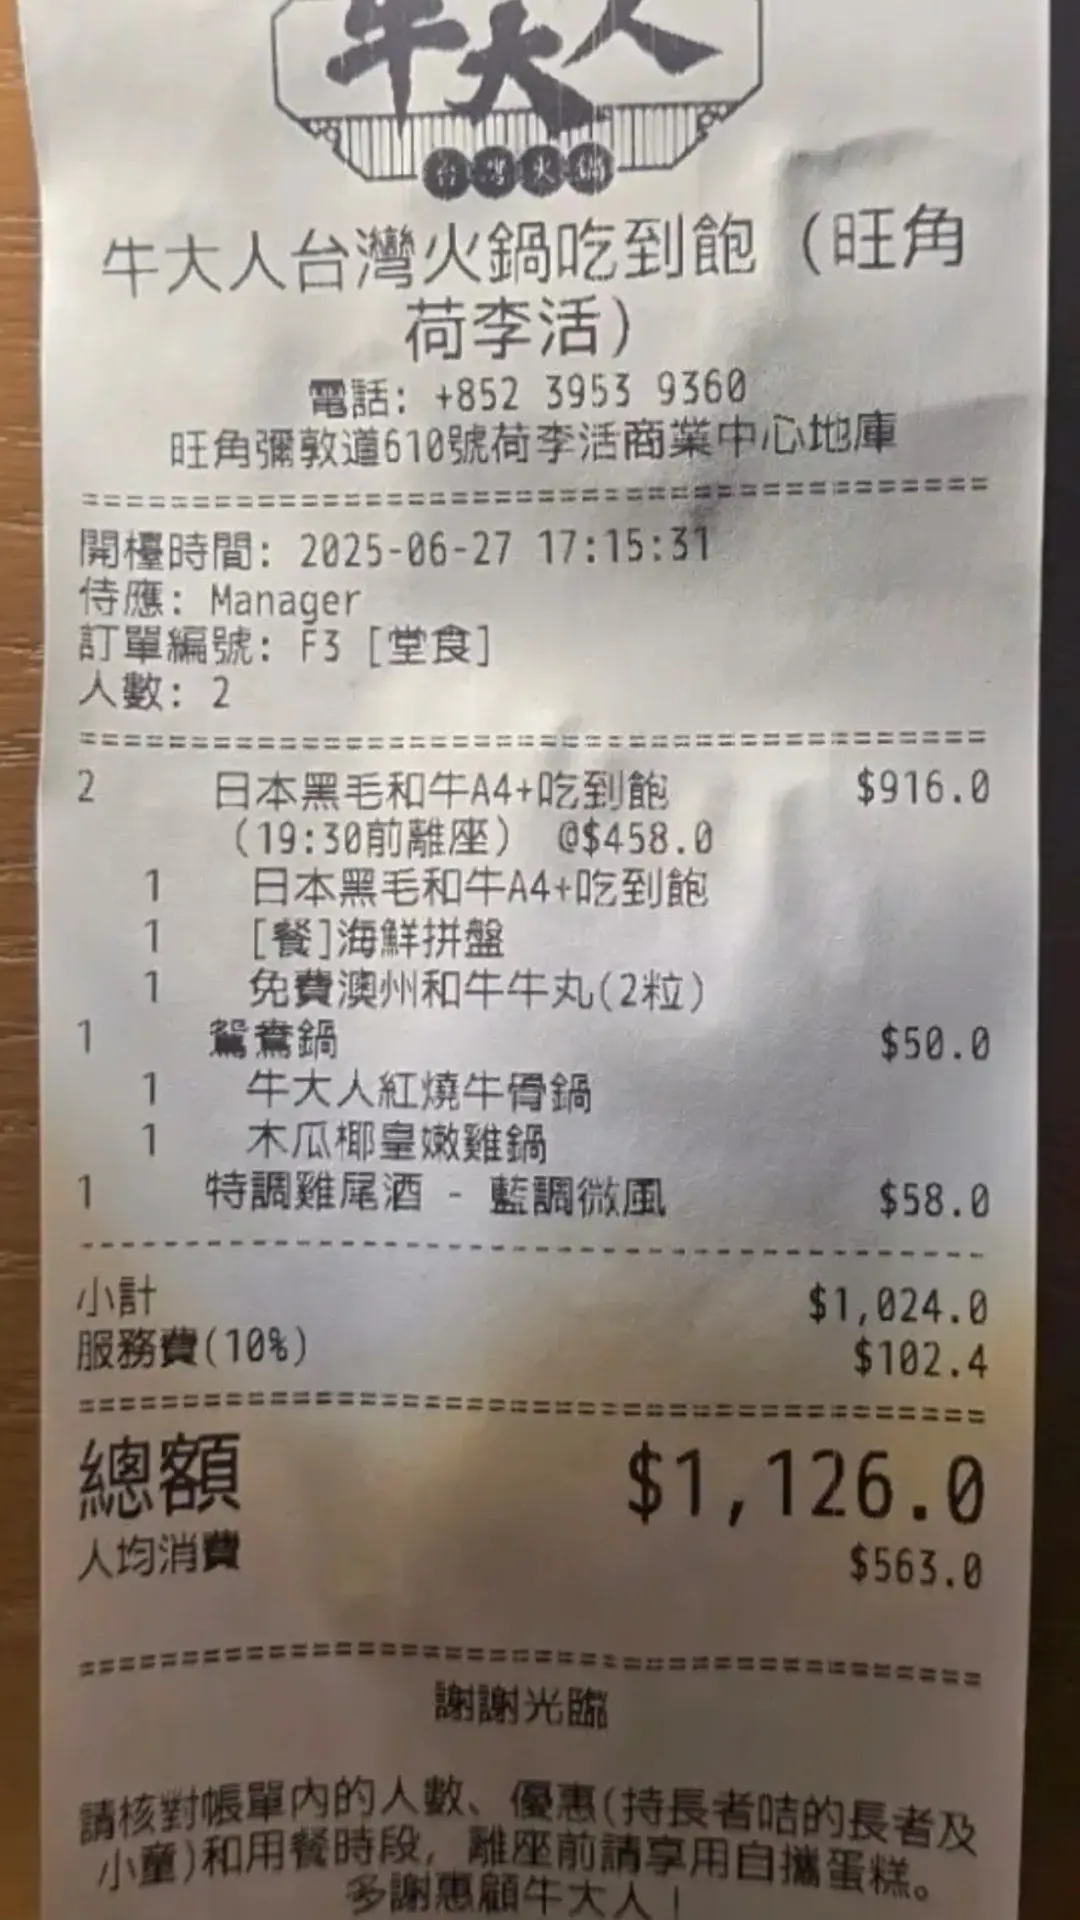 牛大人
台灣火鍋
牛大人台灣火鍋吃到飽 (旺角
荷李活)
電話: +852 3953 9360
旺角彌敦道610號荷李活商業中心地庫
開檯時間: 2025-06-27 17:15:31
侍應: Manager
訂單編號: F3 [堂食]
人數: 2
2 日本黑毛和牛A4+吃到飽 $916.0
(19:30前離座) @$458.0
1 日本黑毛和牛A4+吃到飽
1 [餐]海鮮拼盤
1 免費澳州和牛牛丸(2粒)
1 鴛鴦鍋 $50.0
1 牛大人紅燒牛骨鍋
1 木瓜椰皇嫩雞鍋
1 特調雞尾酒 - 藍調微風 $58.0
小計 $1,024.0
服務費(10%) $102.4
總額 $1,126.0
人均消費 $563.0
謝謝光臨
請核對帳單內的人數、優惠(持長者咭的長者及
小童)和用餐時段, 離座前請享用自攜蛋糕。
多謝惠顧牛大人!